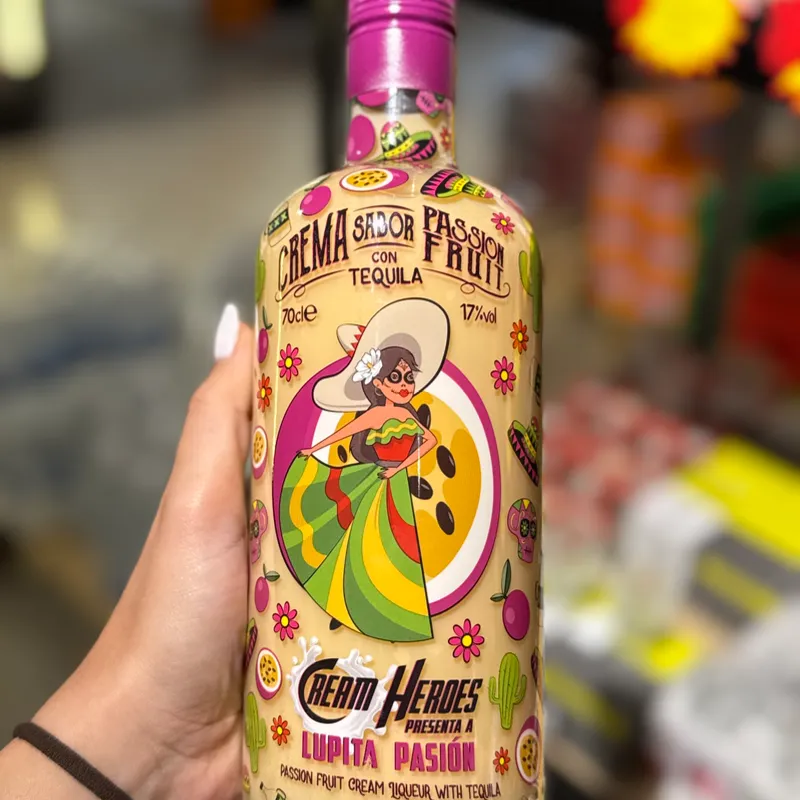 CREMA SABOR PASSION FRUIT
CON
TEQUILA
70cl e 17%vol
CREAM HEROES
PRESENTA A
LUPITA PASIÓN
PASSION FRUIT CREAM LIQUEUR WITH TEQUILA
XXX